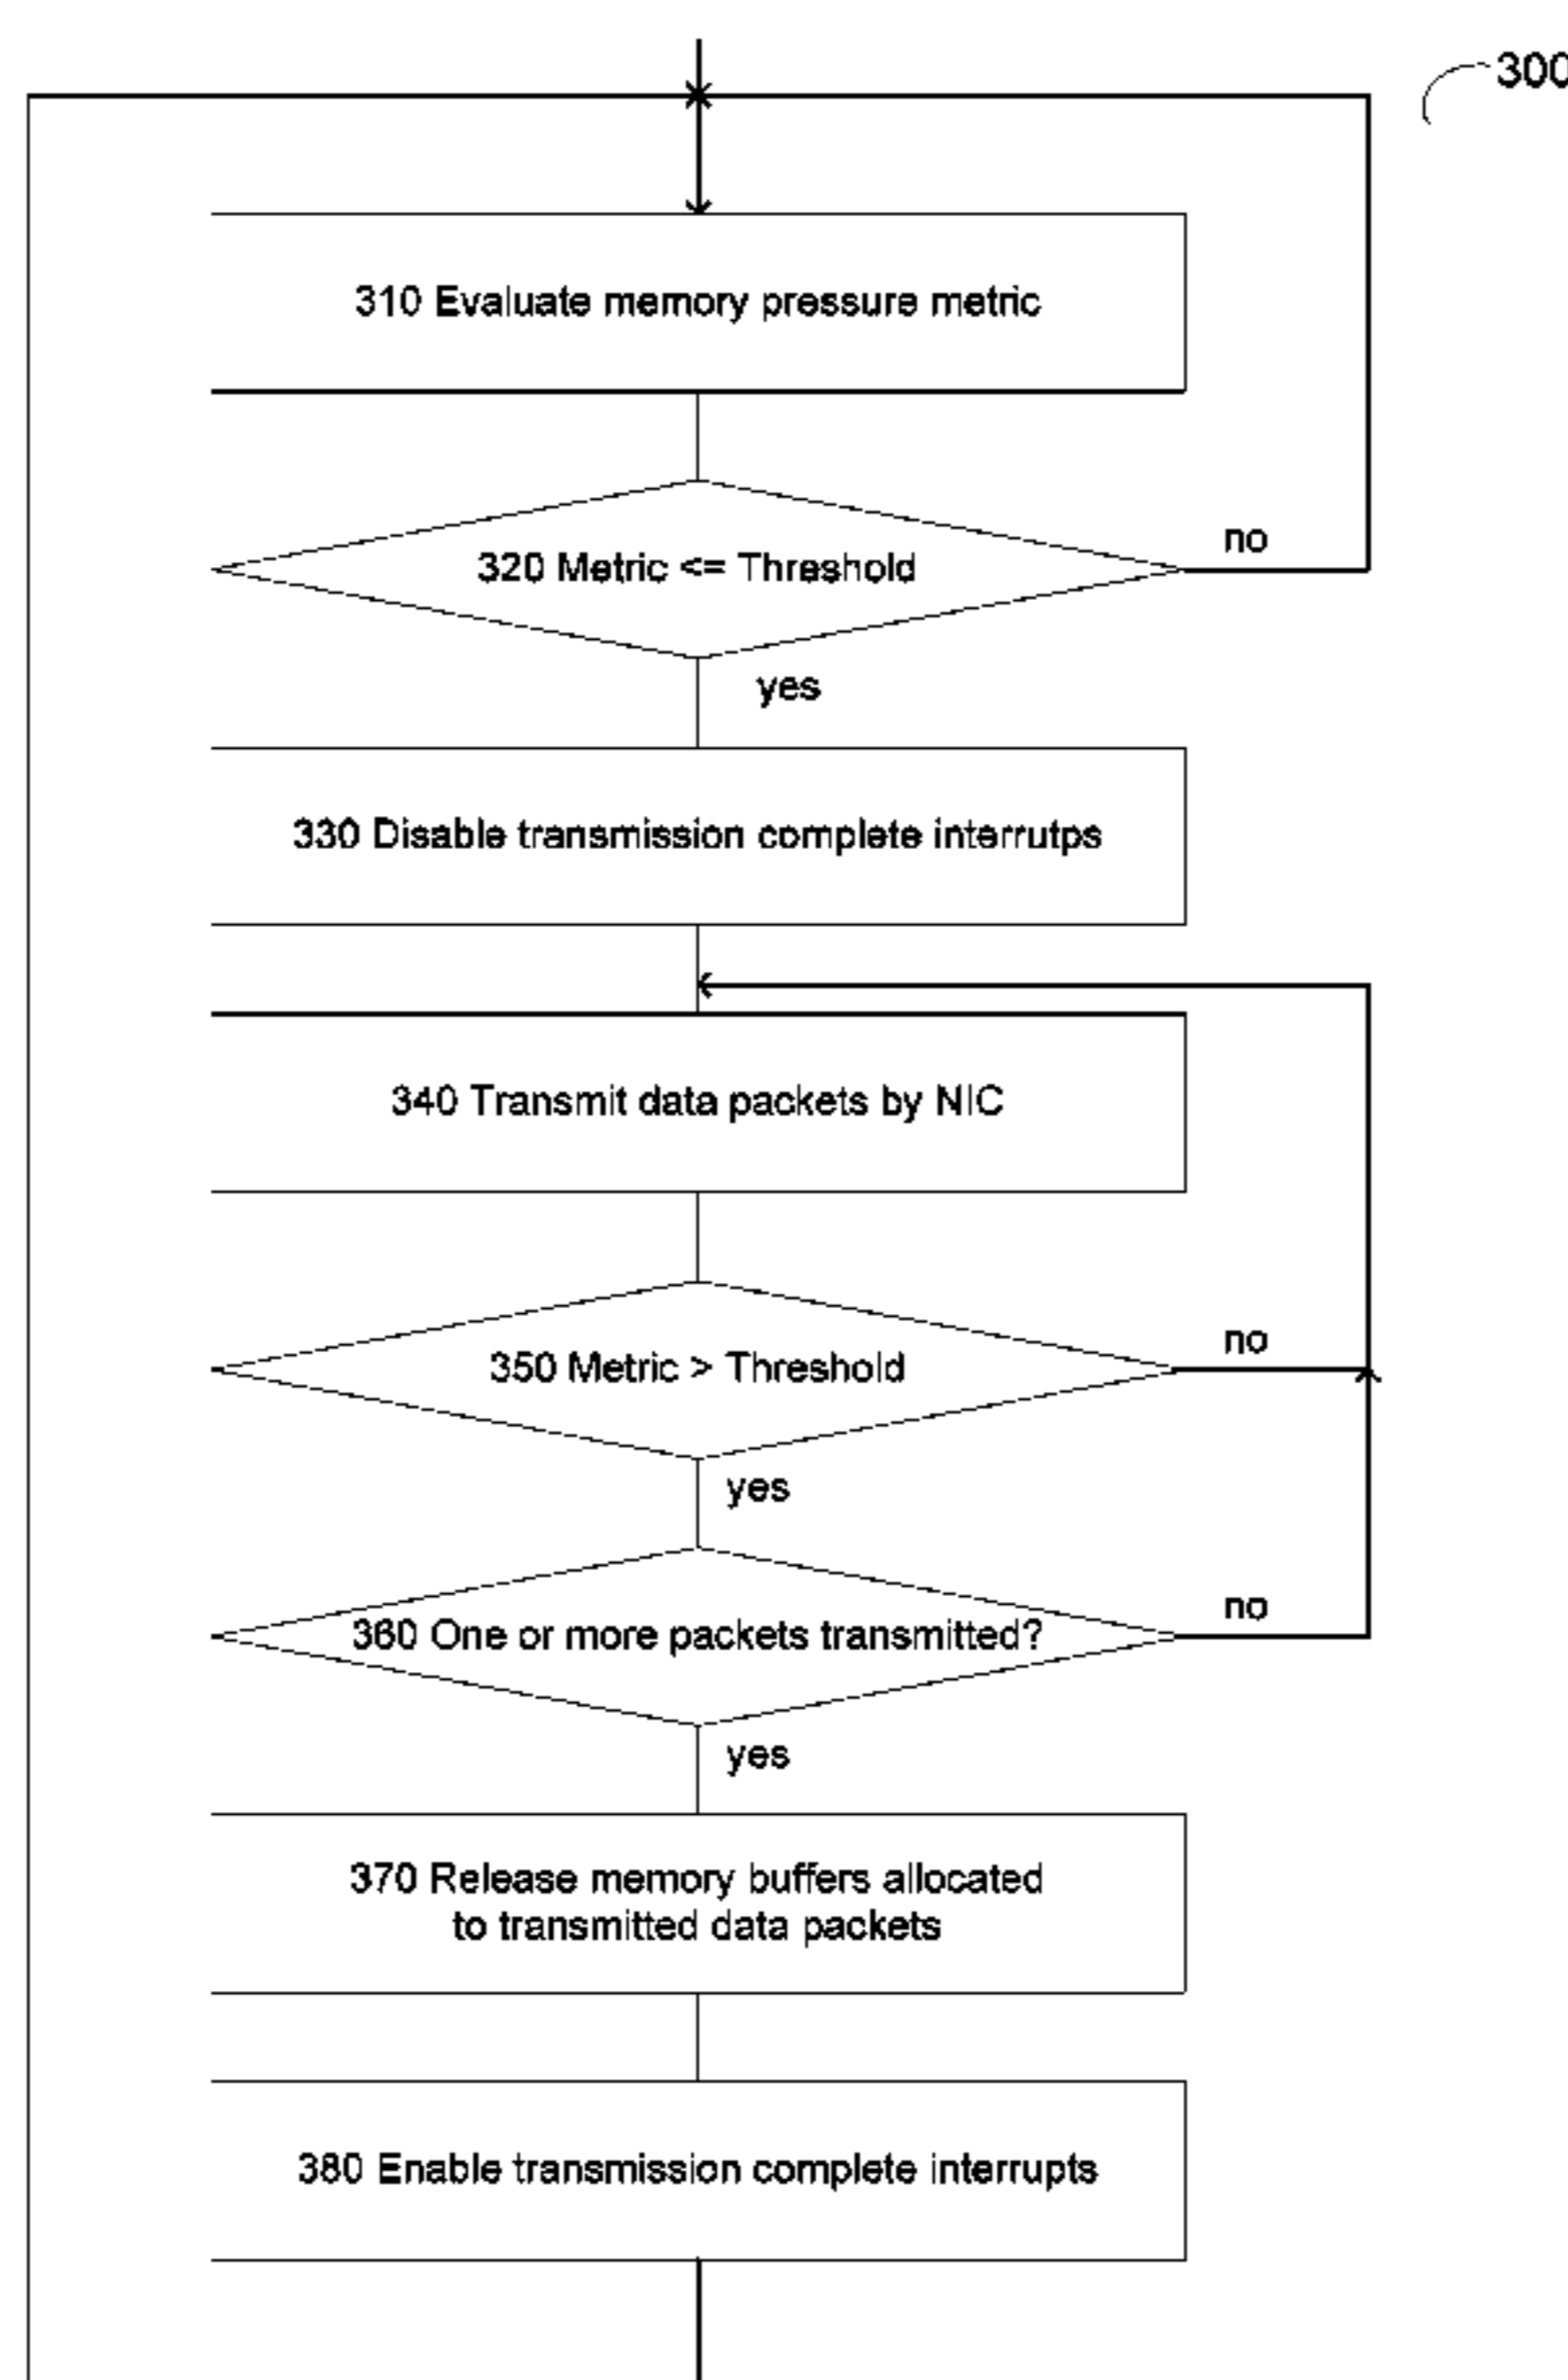 300
310 Evaluate memory pressure metric
320 Metric <= Threshold
no
yes
330 Disable transmission complete interrutps
340 Transmit data packets by NIC
350 Metric > Threshold
no
yes
360 One or more packets transmitted?
no
yes
370 Release memory buffers allocated
to transmitted data packets
380 Enable transmission complete interrupts